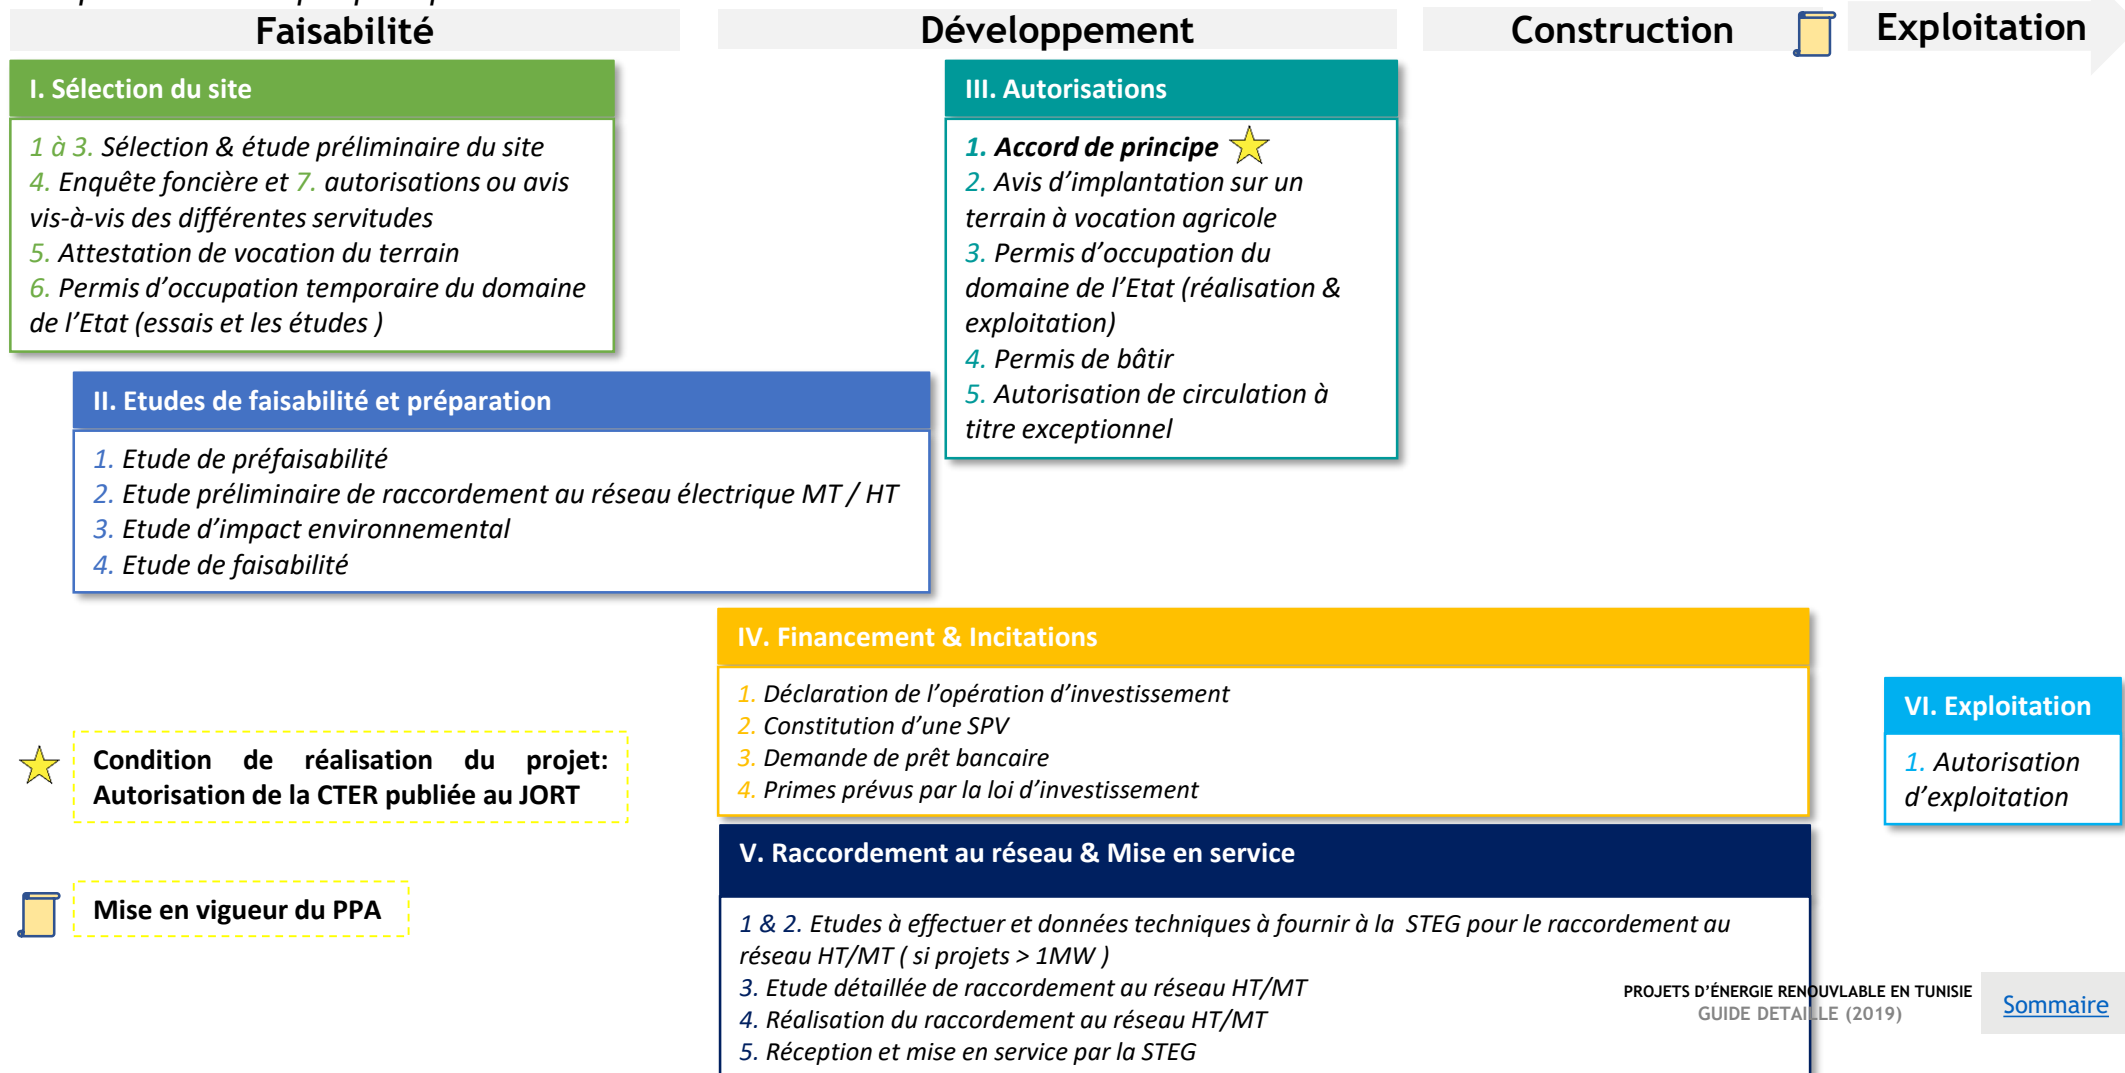 Faisabilité
Développement
Construction
Exploitation
I. Sélection du site
1 à 3. Sélection & étude préliminaire du site
4. Enquête foncière et 7. autorisations ou avis
vis-à-vis des différentes servitudes
5. Attestation de vocation du terrain
6. Permis d'occupation temporaire du domaine
de l'Etat (essais et les études )
III. Autorisations
1. Accord de principe
2. Avis d'implantation sur un
terrain à vocation agricole
3. Permis d'occupation du
domaine de l'Etat (réalisation &
exploitation)
4. Permis de bâtir
5. Autorisation de circulation à
titre exceptionnel
II. Etudes de faisabilité et préparation
1. Etude de préfaisabilité
2. Etude préliminaire de raccordement au réseau électrique MT / HT
3. Etude d'impact environnemental
4. Etude de faisabilité
IV. Financement & Incitations
1. Déclaration de l'opération d'investissement
2. Constitution d'une SPV
3. Demande de prêt bancaire
4. Primes prévus par la loi d'investissement
VI. Exploitation
1. Autorisation
d'exploitation
Condition de réalisation du projet:
Autorisation de la CTER publiée au JORT
Mise en vigueur du PPA
V. Raccordement au réseau & Mise en service
1 & 2. Etudes à effectuer et données techniques à fournir à la STEG pour le raccordement au
réseau HT/MT ( si projets > 1MW )
3. Etude détaillée de raccordement au réseau HT/MT
4. Réalisation du raccordement au réseau HT/MT
5. Réception et mise en service par la STEG
PROJETS D'ÉNERGIE RENOUVLABLE EN TUNISIE
GUIDE DETAILLE (2019)
Sommaire